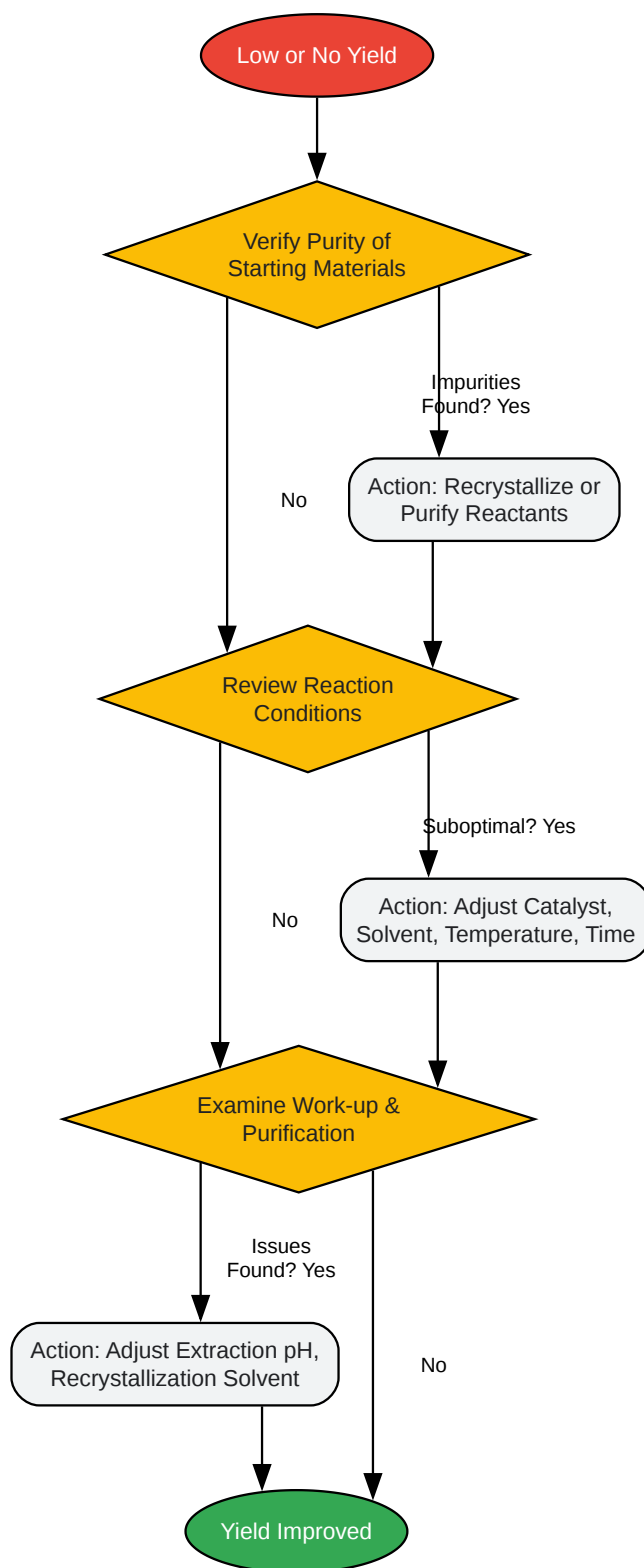 Low or No Yield
Verify Purity of
Starting Materials
Impurities
Found? Yes
No
Action: Recrystallize or
Purify Reactants
Review Reaction
Conditions
Suboptimal? Yes
No
Action: Adjust Catalyst,
Solvent, Temperature, Time
Examine Work-up &
Purification
Issues
Found? Yes
Action: Adjust Extraction pH,
Recrystallization Solvent
No
Yield Improved